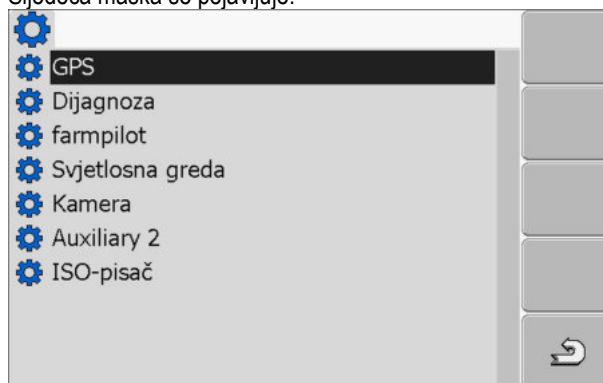 Sljedeća maska se pojavljuje:
GPS
Dijagnoza
farmpilot
Svjetlosna greda
Kamera
Auxiliary 2
ISO-pisač